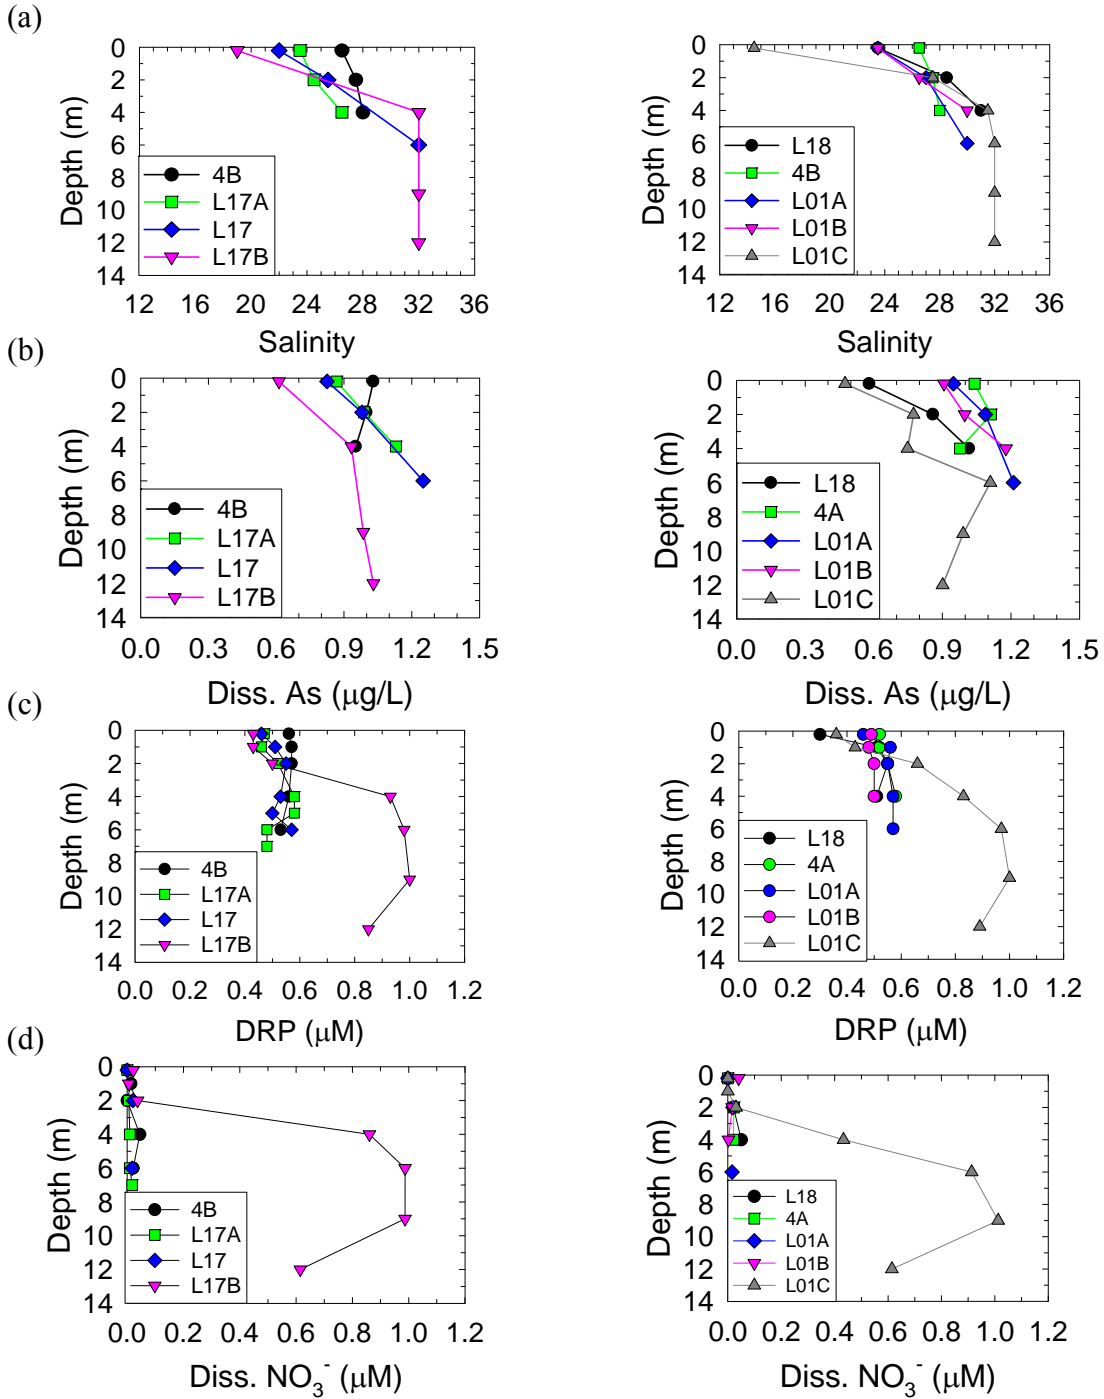 (a)
0
2
4
6
8
10
12
14
Depth (m)
4B
L17A
L17
L17B
12 16 20 24 28 32 36
Salinity
0
2
4
6
8
10
12
14
Depth (m)
L18
4B
L01A
L01B
L01C
12 16 20 24 28 32 36
Salinity
(b)
0
2
4
6
8
10
12
14
Depth (m)
4B
L17A
L17
L17B
0.0 0.3 0.6 0.9 1.2 1.5
Diss. As (μg/L)
0
2
4
6
8
10
12
14
Depth (m)
L18
4A
L01A
L01B
L01C
0.0 0.3 0.6 0.9 1.2 1.5
Diss. As (μg/L)
(c)
0
2
4
6
8
10
12
14
Depth (m)
4B
L17A
L17
L17B
0.0 0.2 0.4 0.6 0.8 1.0 1.2
DRP (μM)
0
2
4
6
8
10
12
14
Depth (m)
L18
4A
L01A
L01B
L01C
0.0 0.2 0.4 0.6 0.8 1.0 1.2
DRP (μM)
(d)
0
2
4
6
8
10
12
14
Depth (m)
4B
L17A
L17
L17B
0.0 0.2 0.4 0.6 0.8 1.0 1.2
Diss. NO₃⁻ (μM)
0
2
4
6
8
10
12
14
Depth (m)
L18
4A
L01A
L01B
L01C
0.0 0.2 0.4 0.6 0.8 1.0 1.2
Diss. NO₃⁻ (μM)